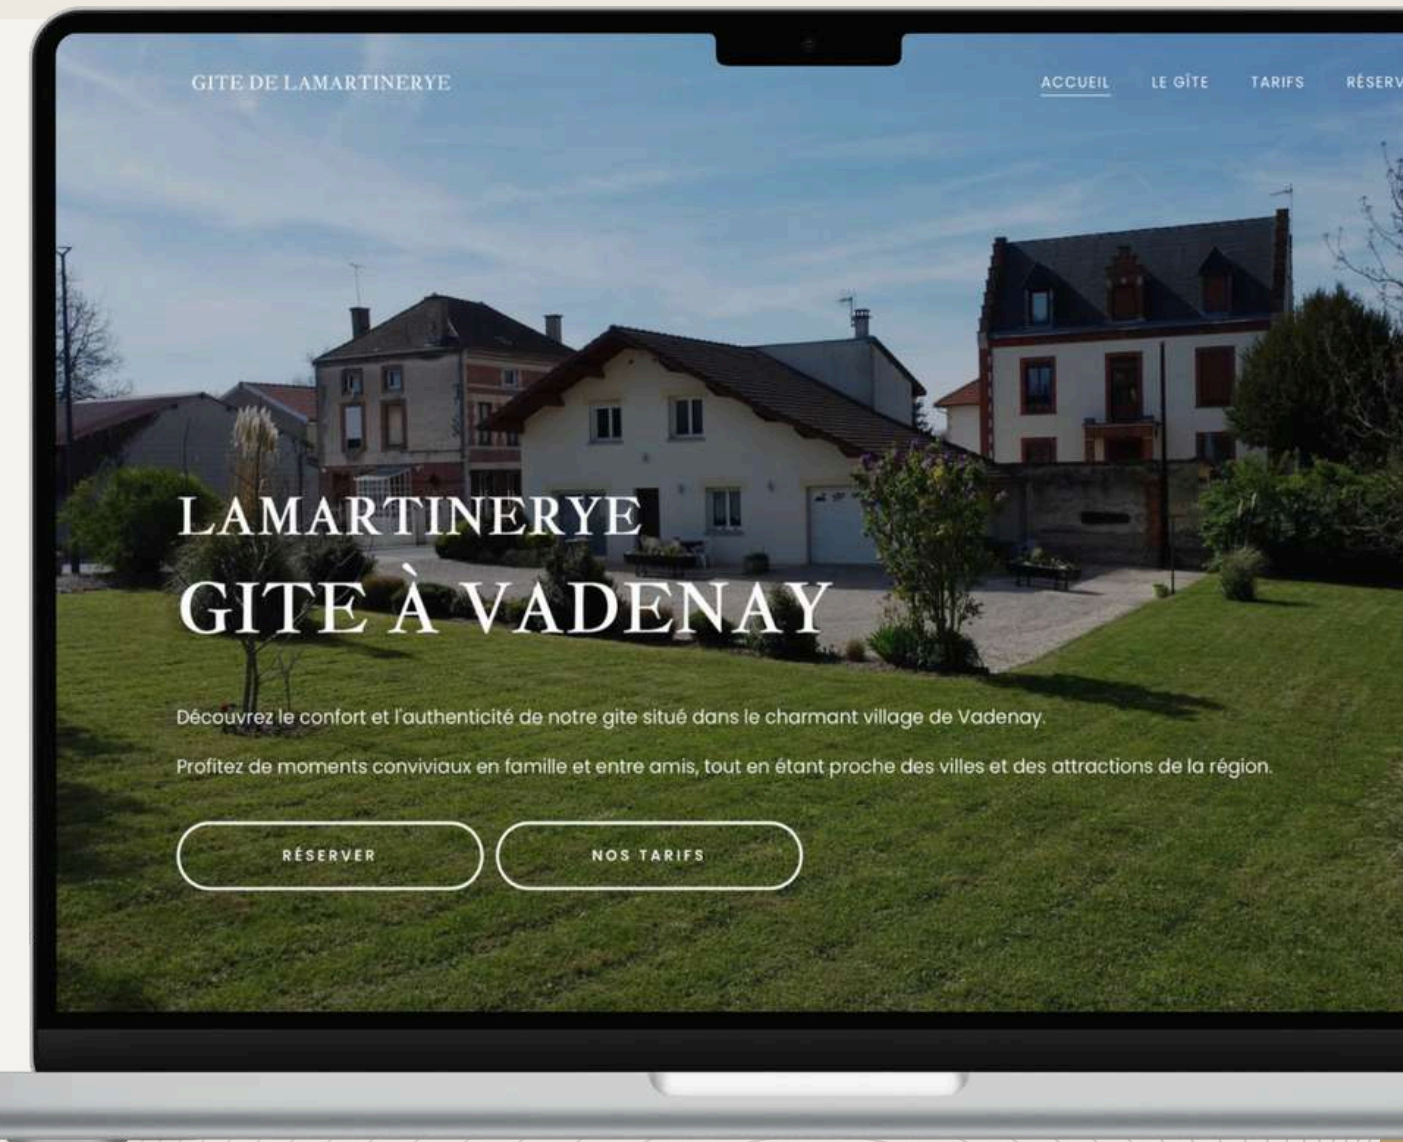 GITE DE LAMARTINERYE
ACCUEIL LE GÎTE TARIFS
LAMARTINERYE
GITE À VADENAY
Découvrez le confort et l'authenticité de notre gite situé dans le charmant village de Vadenay.
Profitez de moments conviviaux en famille et entre amis, tout en étant proche des villes et des attractions de la région.
RÉSERVER NOS TARIFS